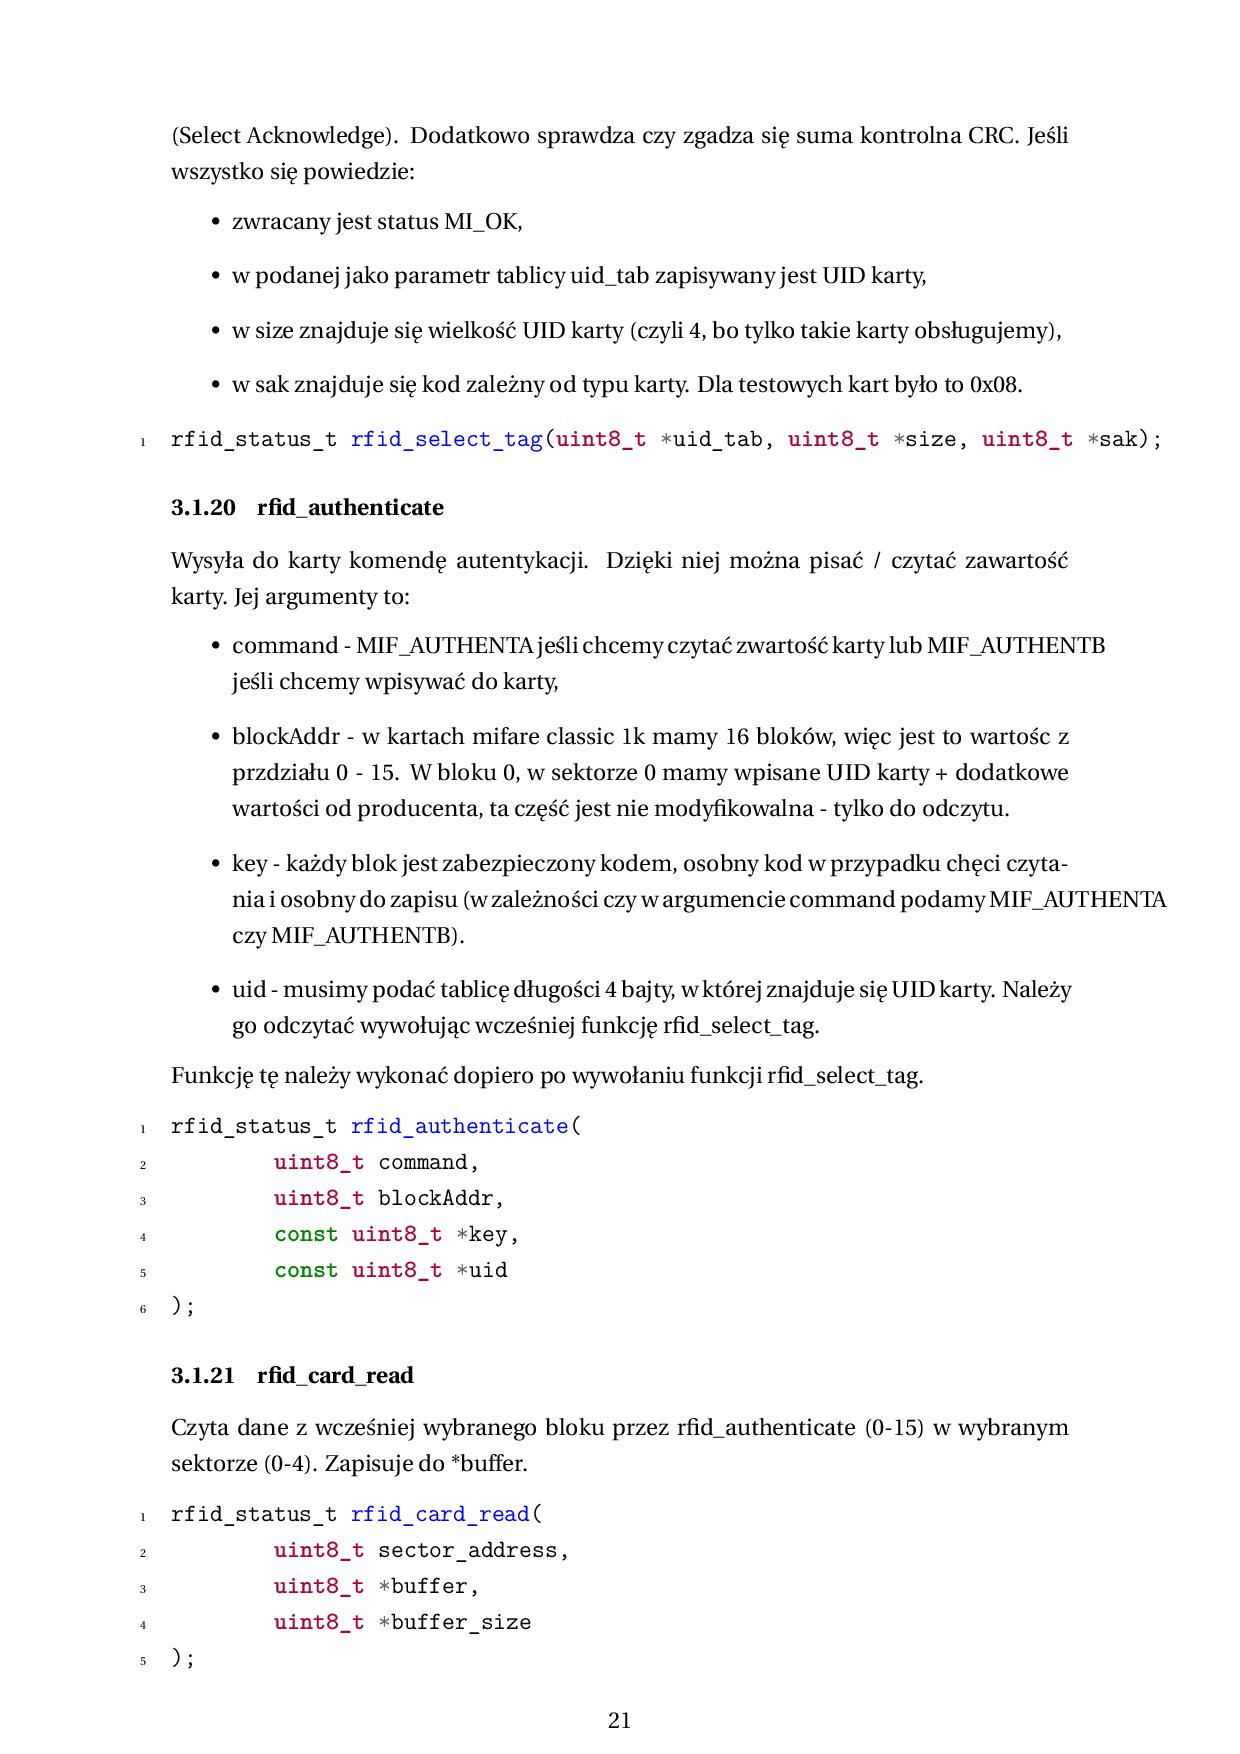 (Select Acknowledge). Dodatkowo sprawdza czy zgadza się suma kontrolna CRC. Jeśli
wszystko się powiedzie:
• zwracany jest status MI_OK,
• w podanej jako parametr tablicy uid_tab zapisywany jest UID karty,
• w size znajduje się wielkość UID karty (czyli 4, bo tylko takie karty obsługujemy),
• w sak znajduje się kod zależny od typu karty. Dla testowych kart było to 0x08.
1 rfid_status_t rfid_select_tag(uint8_t *uid_tab, uint8_t *size, uint8_t *sak);
3.1.20 rfid_authenticate
Wysyła do karty komendę autentykacji. Dzięki niej można pisać / czytać zawartość
karty. Jej argumenty to:
• command - MIF_AUTHENTA jeśli chcemy czytać zwartość karty lub MIF_AUTHENTB
jeśli chcemy wpisywać do karty,
• blockAddr - w kartach mifare classic 1k mamy 16 bloków, więc jest to wartośc z
przdziału 0 - 15. W bloku 0, w sektorze 0 mamy wpisane UID karty + dodatkowe
wartości od producenta, ta część jest nie modyfikowalna - tylko do odczytu.
• key - każdy blok jest zabezpieczony kodem, osobny kod w przypadku chęci czyta-
nia i osobny do zapisu (w zależności czy w argumencie command podamy MIF_AUTHENTA
czy MIF_AUTHENTB).
• uid - musimy podać tablicę długości 4 bajty, w której znajduje się UID karty. Należy
go odczytać wywołując wcześniej funkcję rfid_select_tag.
Funkcję tę należy wykonać dopiero po wywołaniu funkcji rfid_select_tag.
1 rfid_status_t rfid_authenticate(
2 uint8_t command,
3 uint8_t blockAddr,
4 const uint8_t *key,
5 const uint8_t *uid
6 );
3.1.21 rfid_card_read
Czyta dane z wcześniej wybranego bloku przez rfid_authenticate (0-15) w wybranym
sektorze (0-4). Zapisuje do *buffer.
1 rfid_status_t rfid_card_read(
2 uint8_t sector_address,
3 uint8_t *buffer,
4 uint8_t *buffer_size
5 );
21